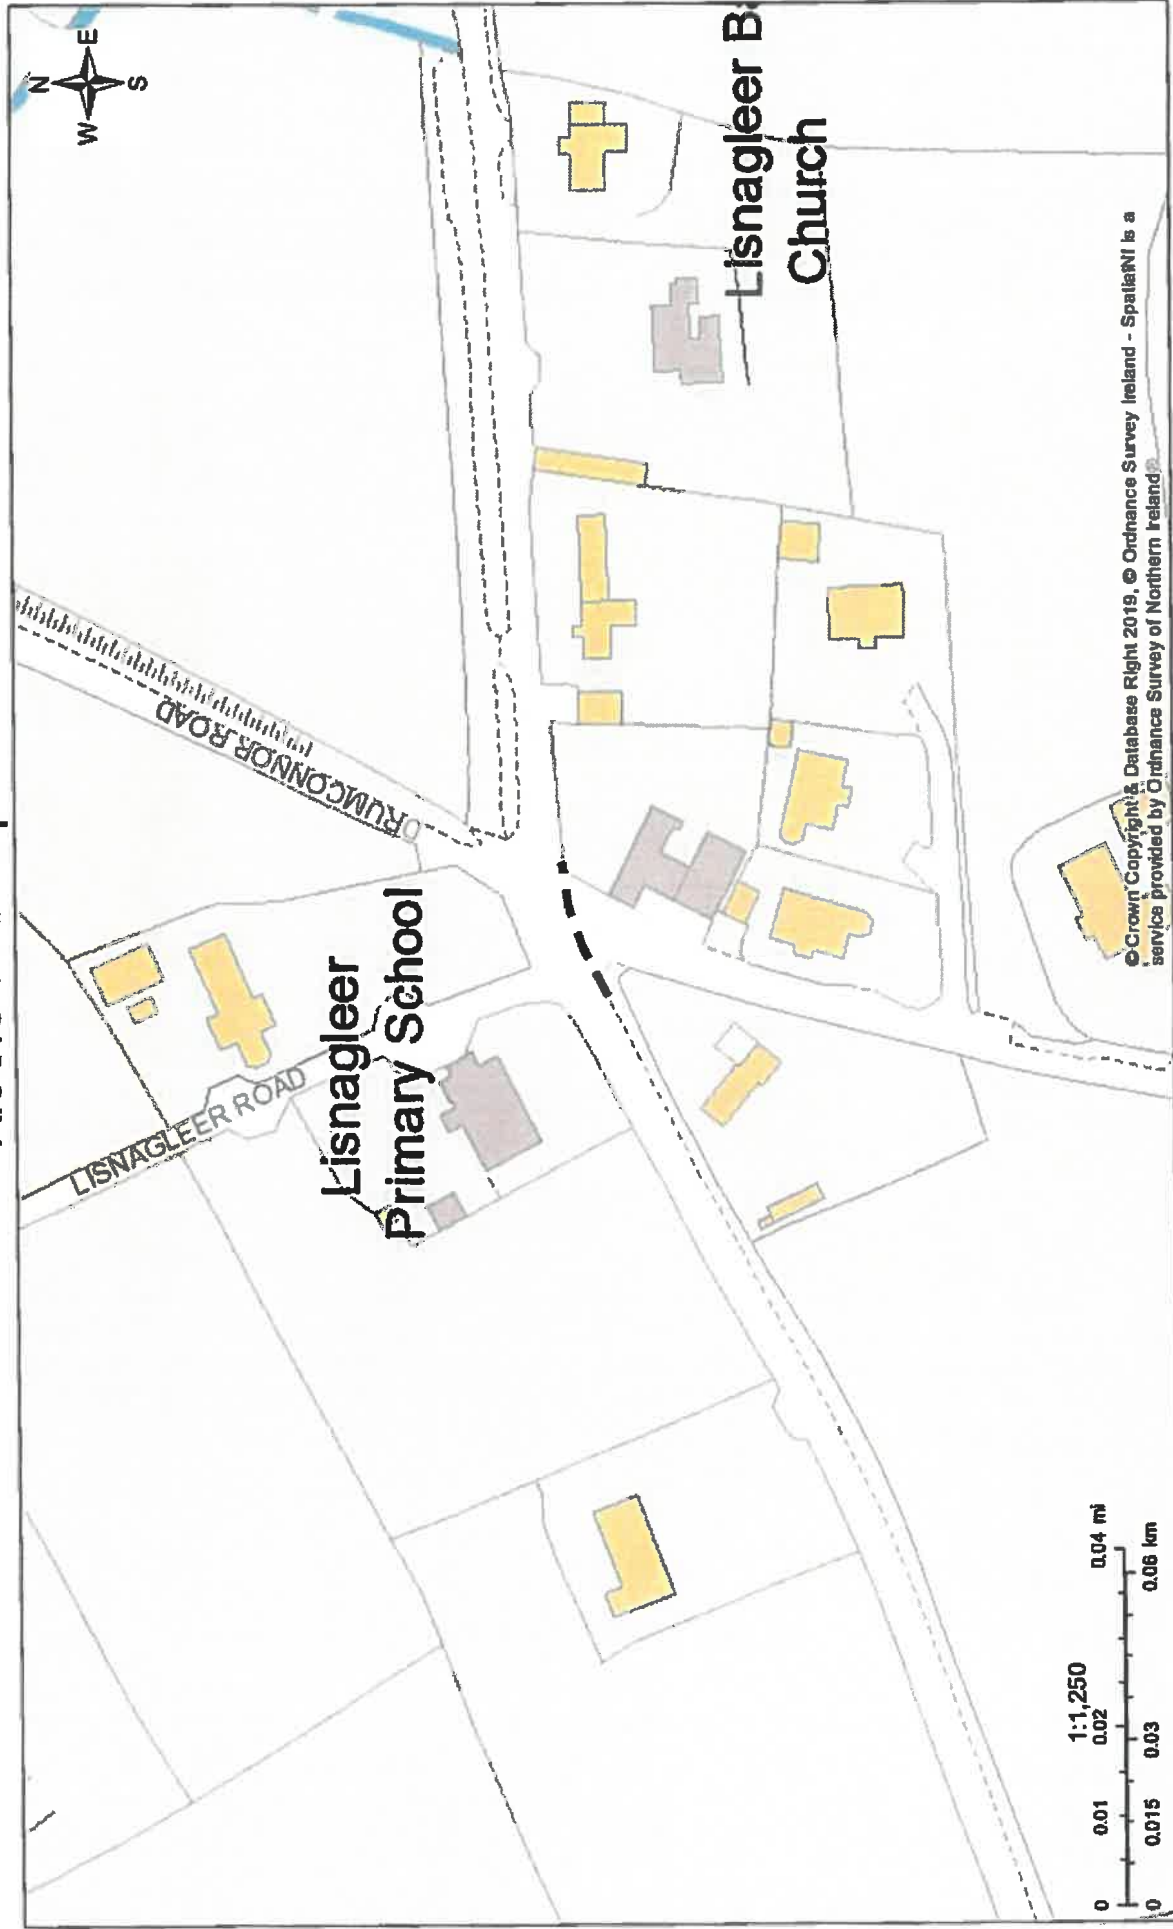 N
W E
S
DRUMCONNOR ROAD
LISNAGLEER ROAD
Lisnagleer
Primary School
Lisnagleer B
Church
1:1,250
0 0.01 0.02 0.04 mi
0 0.015 0.03 0.06 km
© Crown Copyright & Database Right 2019, © Ordnance Survey Ireland - SpatialNI is a
service provided by Ordnance Survey of Northern Ireland®